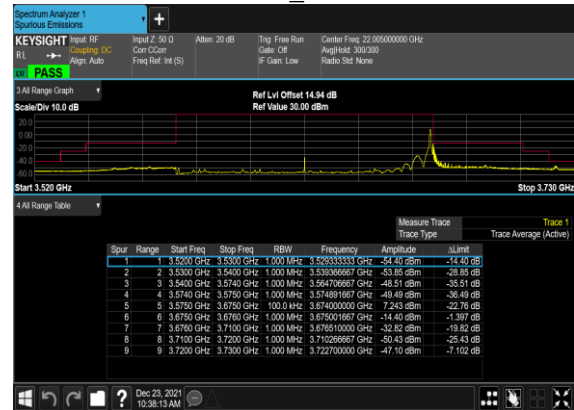 Spectrum Analyzer 1
Spurious Emissions
KEYSIGHT Input: RF Input Z: 50 Ω Atten: 20 dB Trig: Free Run Center Freq: 22.005000000 GHz
RL Coupling: DC Corr CCorr Gate: Off Avg|Hold: 300/300
Align: Auto Freq Ref: Int (S) IF Gain: Low Radio Std: None
PASS
3 All Range Graph
Ref Lvl Offset 14.94 dB
Scale/Div 10.0 dB Ref Value 30.00 dBm
20.0
0.00
-20.0
-40.0
-60.0
Start 3.520 GHz Stop 3.730 GHz
4 All Range Table
Measure Trace Trace 1
Trace Type Trace Average (Active)
Spur Range Start Freq Stop Freq RBW Frequency Amplitude ΔLimit
1 1 3.5200 GHz 3.5300 GHz 1.000 MHz 3.529333333 GHz -54.40 dBm -14.40 dB
2 2 3.5300 GHz 3.5400 GHz 1.000 MHz 3.539366667 GHz -53.85 dBm -28.85 dB
3 3 3.5400 GHz 3.5740 GHz 1.000 MHz 3.564706667 GHz -48.51 dBm -35.51 dB
4 4 3.5740 GHz 3.5750 GHz 1.000 MHz 3.574891667 GHz -49.49 dBm -36.49 dB
5 5 3.5750 GHz 3.6750 GHz 100.0 kHz 3.674000000 GHz 7.243 dBm -22.76 dB
6 6 3.6750 GHz 3.6760 GHz 1.000 MHz 3.675001667 GHz -14.40 dBm -1.397 dB
7 7 3.6760 GHz 3.7100 GHz 1.000 MHz 3.676510000 GHz -32.82 dBm -19.82 dB
8 8 3.7100 GHz 3.7200 GHz 1.000 MHz 3.710266667 GHz -50.43 dBm -25.43 dB
9 9 3.7200 GHz 3.7300 GHz 1.000 MHz 3.722700000 GHz -47.10 dBm -7.102 dB
Dec 23, 2021
10:38:13 AM